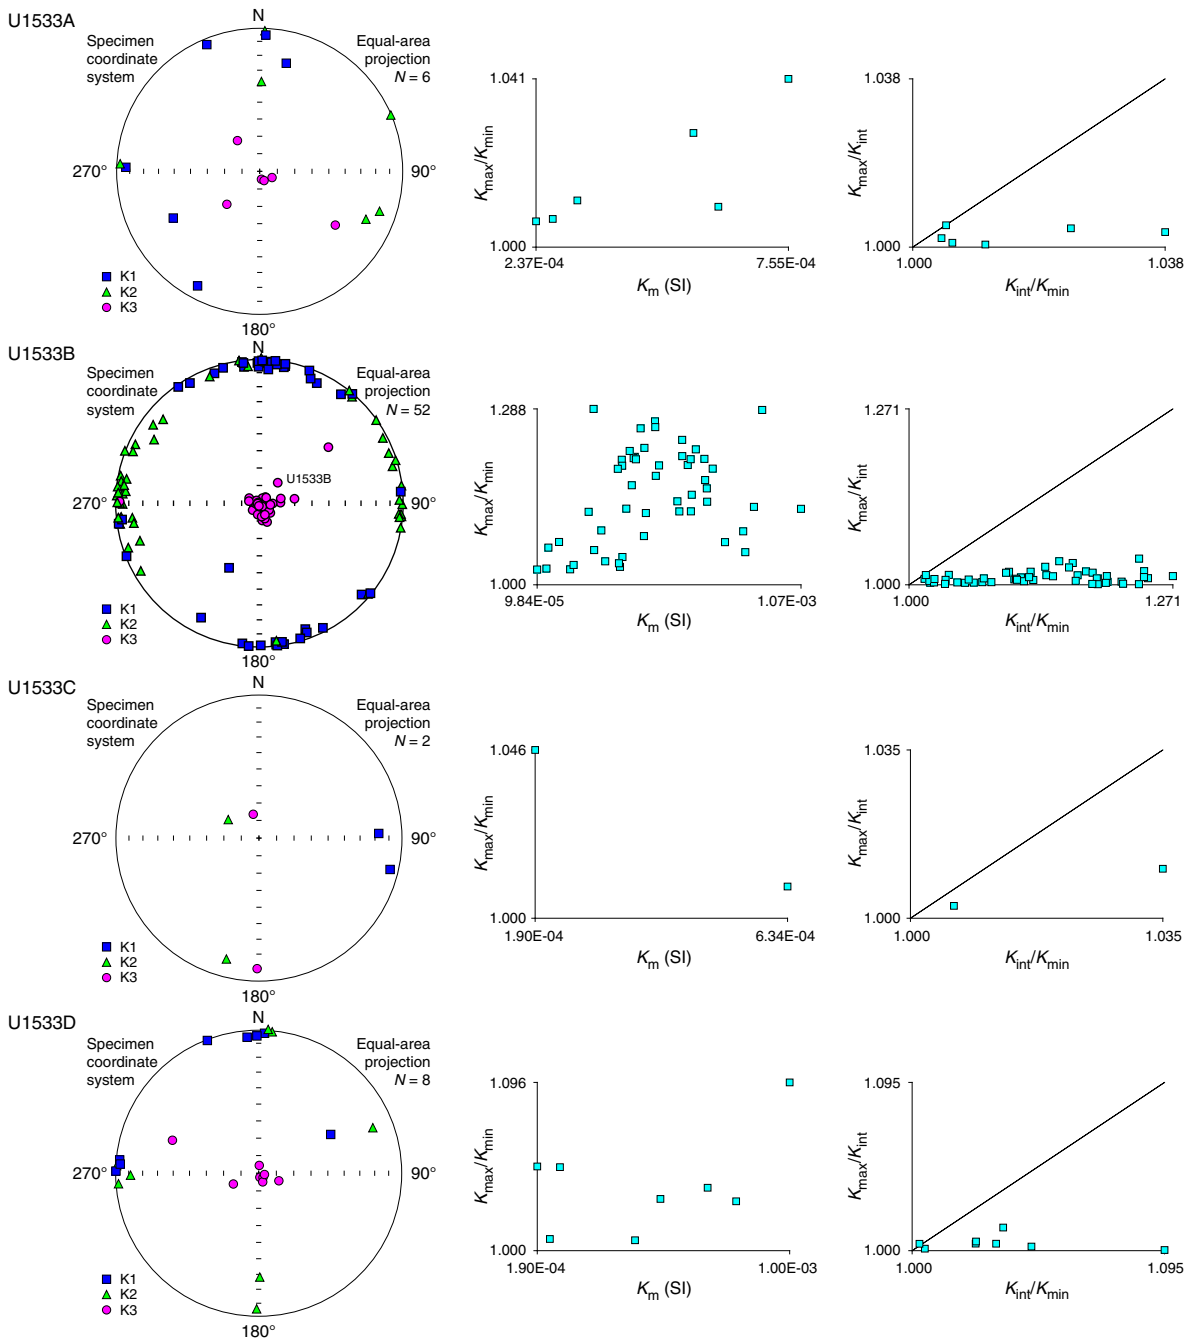 U1533A
N
Specimen coordinate system
Equal-area projection
N = 6
270°
90°
180°
K1
K2
K3
1.041
Kmax/Kmin
1.000
2.37E-04
7.55E-04
Km (SI)
1.038
Kmax/Kint
1.000
1.000
1.038
Kint/Kmin
U1533B
N
Specimen coordinate system
Equal-area projection
N = 52
U1533B
270°
90°
180°
K1
K2
K3
1.288
Kmax/Kmin
1.000
9.84E-05
1.07E-03
Km (SI)
1.271
Kmax/Kint
1.000
1.000
1.271
Kint/Kmin
U1533C
N
Specimen coordinate system
Equal-area projection
N = 2
270°
90°
180°
K1
K2
K3
1.046
Kmax/Kmin
1.000
1.90E-04
6.34E-04
Km (SI)
1.035
Kmax/Kint
1.000
1.000
1.035
Kint/Kmin
U1533D
N
Specimen coordinate system
Equal-area projection
N = 8
270°
90°
180°
K1
K2
K3
1.096
Kmax/Kmin
1.000
1.90E-04
1.00E-03
Km (SI)
1.095
Kmax/Kint
1.000
1.000
1.095
Kint/Kmin